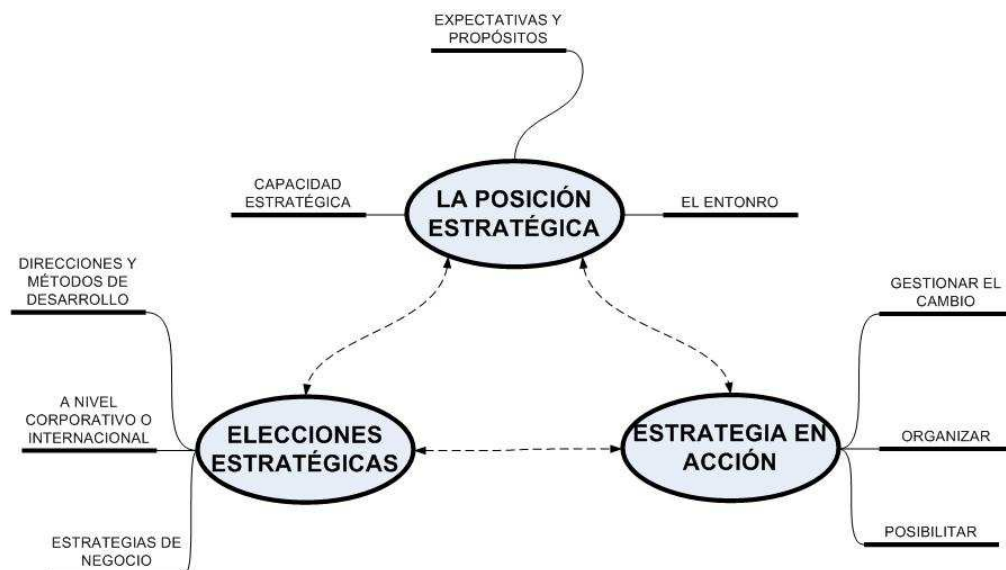 EXPECTATIVAS Y
PROPÓSITOS
CAPACIDAD
ESTRATÉGICA
LA POSICIÓN
ESTRATÉGICA
EL ENTONRO
DIRECCIONES Y
MÉTODOS DE
DESARROLLO
GESTIONAR EL
CAMBIO
A NIVEL
CORPORATIVO O
INTERNACIONAL
ELECCIONES
ESTRATÉGICAS
ESTRATEGIA EN
ACCIÓN
ORGANIZAR
ESTRATEGIAS DE
NEGOCIO
POSIBILITAR